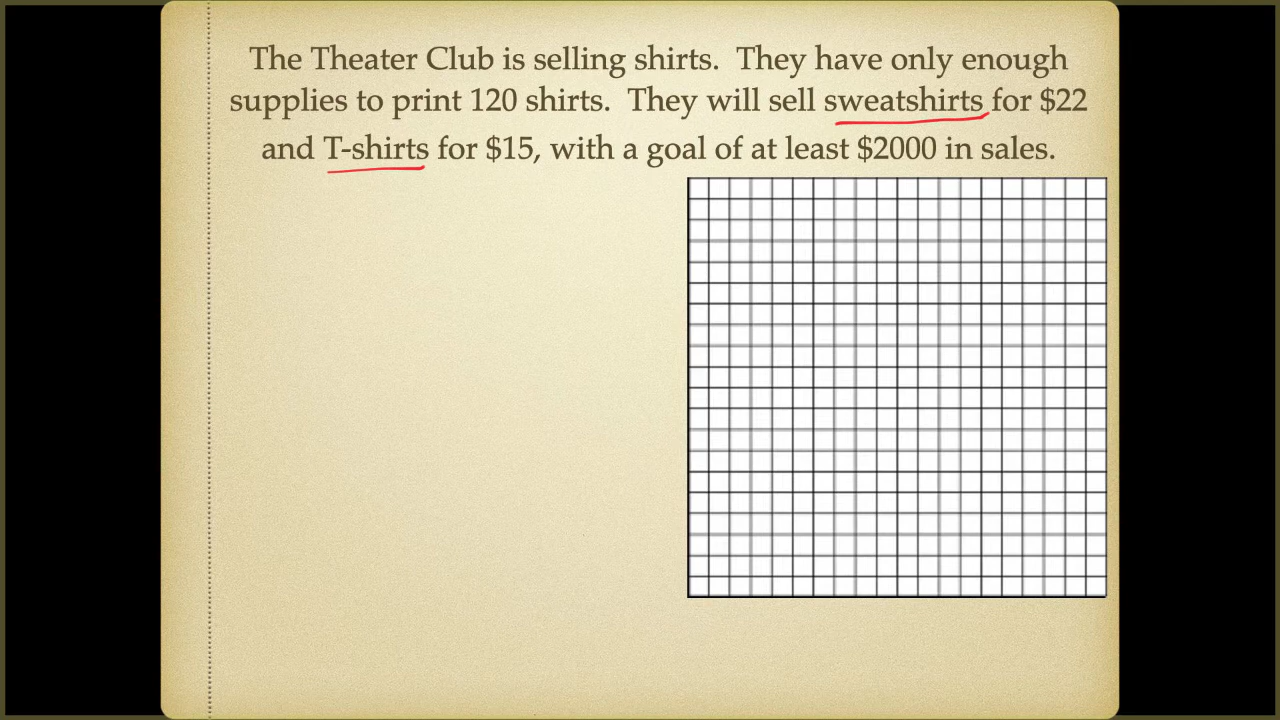 The Theater Club is selling shirts.  They have only enough
supplies to print 120 shirts.  They will sell sweatshirts for $22
and T-shirts for $15, with a goal of at least $2000 in sales.